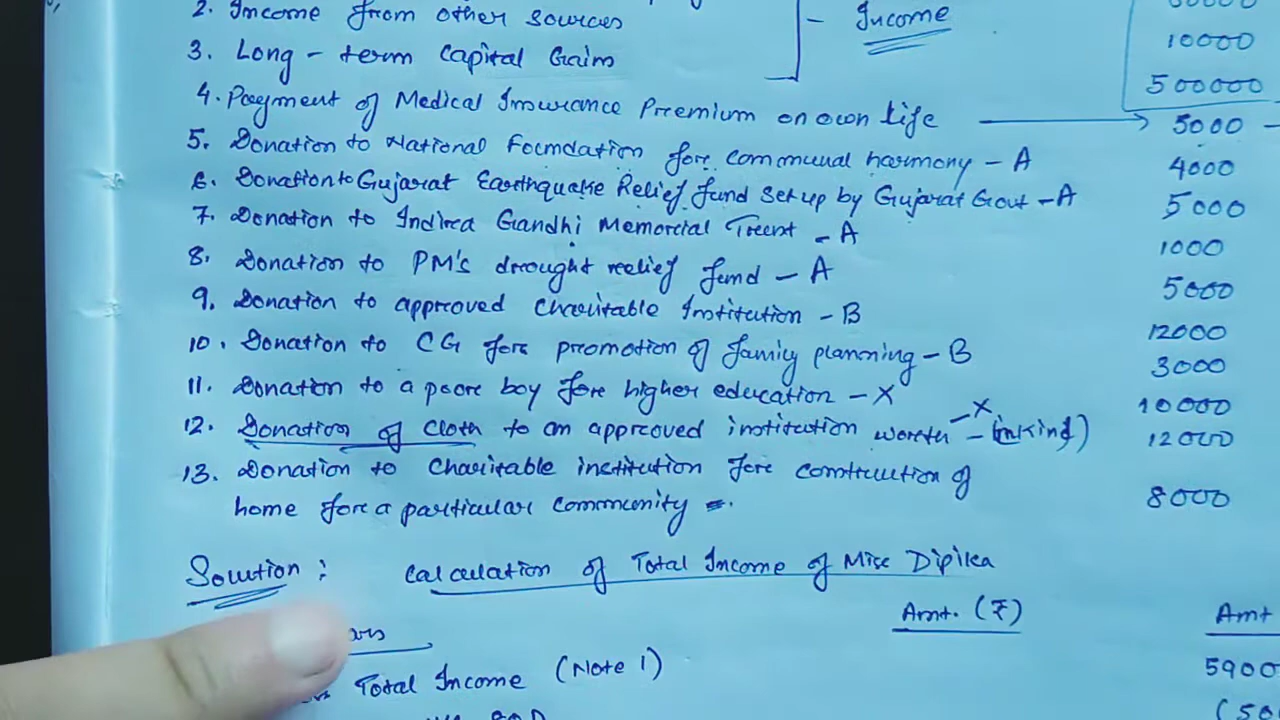 2. Income from other sources - Income
10000
3. Long - term Capital Gain
500000
4. Payment of Medical Insurance Premium on own life 5000 -
5. Donation to National Foundation for communal harmony - A 4000
6. Donation to Gujarat Earthquake Relief fund set up by Gujarat Govt - A 5000
7. Donation to Indira Gandhi Memorial Trust - A 1000
8. Donation to PM's drought relief fund - A 5000
9. Donation to approved Charitable Institution - B 12000
10. Donation to CG for promotion of family planning - B 3000
11. Donation to a poor boy for higher education - X 10000
12. Donation of cloth to an approved institution worth - X (in kind) 12000
13. Donation to Charitable institution for construction of
home for a particular community 8000
Solution : Calculation of Total Income of Miss Dipika
Amt. (₹) Amt
Total Income (Note 1) 5900